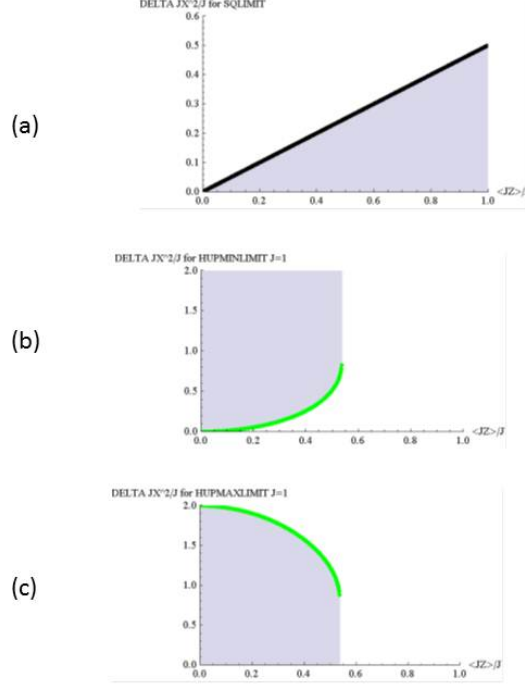 DELTA JX^2/J for SQLIMIT
0.6
0.5
0.4
0.3
0.2
0.1
0.0
0.0 0.2 0.4 0.6 0.8 1.0
<JZ>/J
(a)
DELTA JX^2/J for HUPMINLIMIT J=1
2.0
1.5
1.0
0.5
0.0
0.0 0.2 0.4 0.6 0.8 1.0
<JZ>/J
(b)
DELTA JX^2/J for HUPMAXLIMIT J=1
2.0
1.5
1.0
0.5
0.0
0.0 0.2 0.4 0.6 0.8 1.0
<JZ>/J
(c)